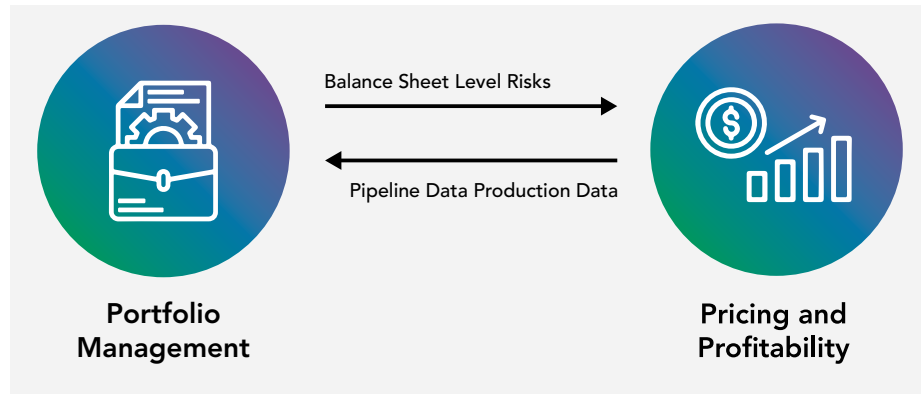 Balance Sheet Level Risks
$
Pipeline Data Production Data
Portfolio
Management
Pricing and
Profitability